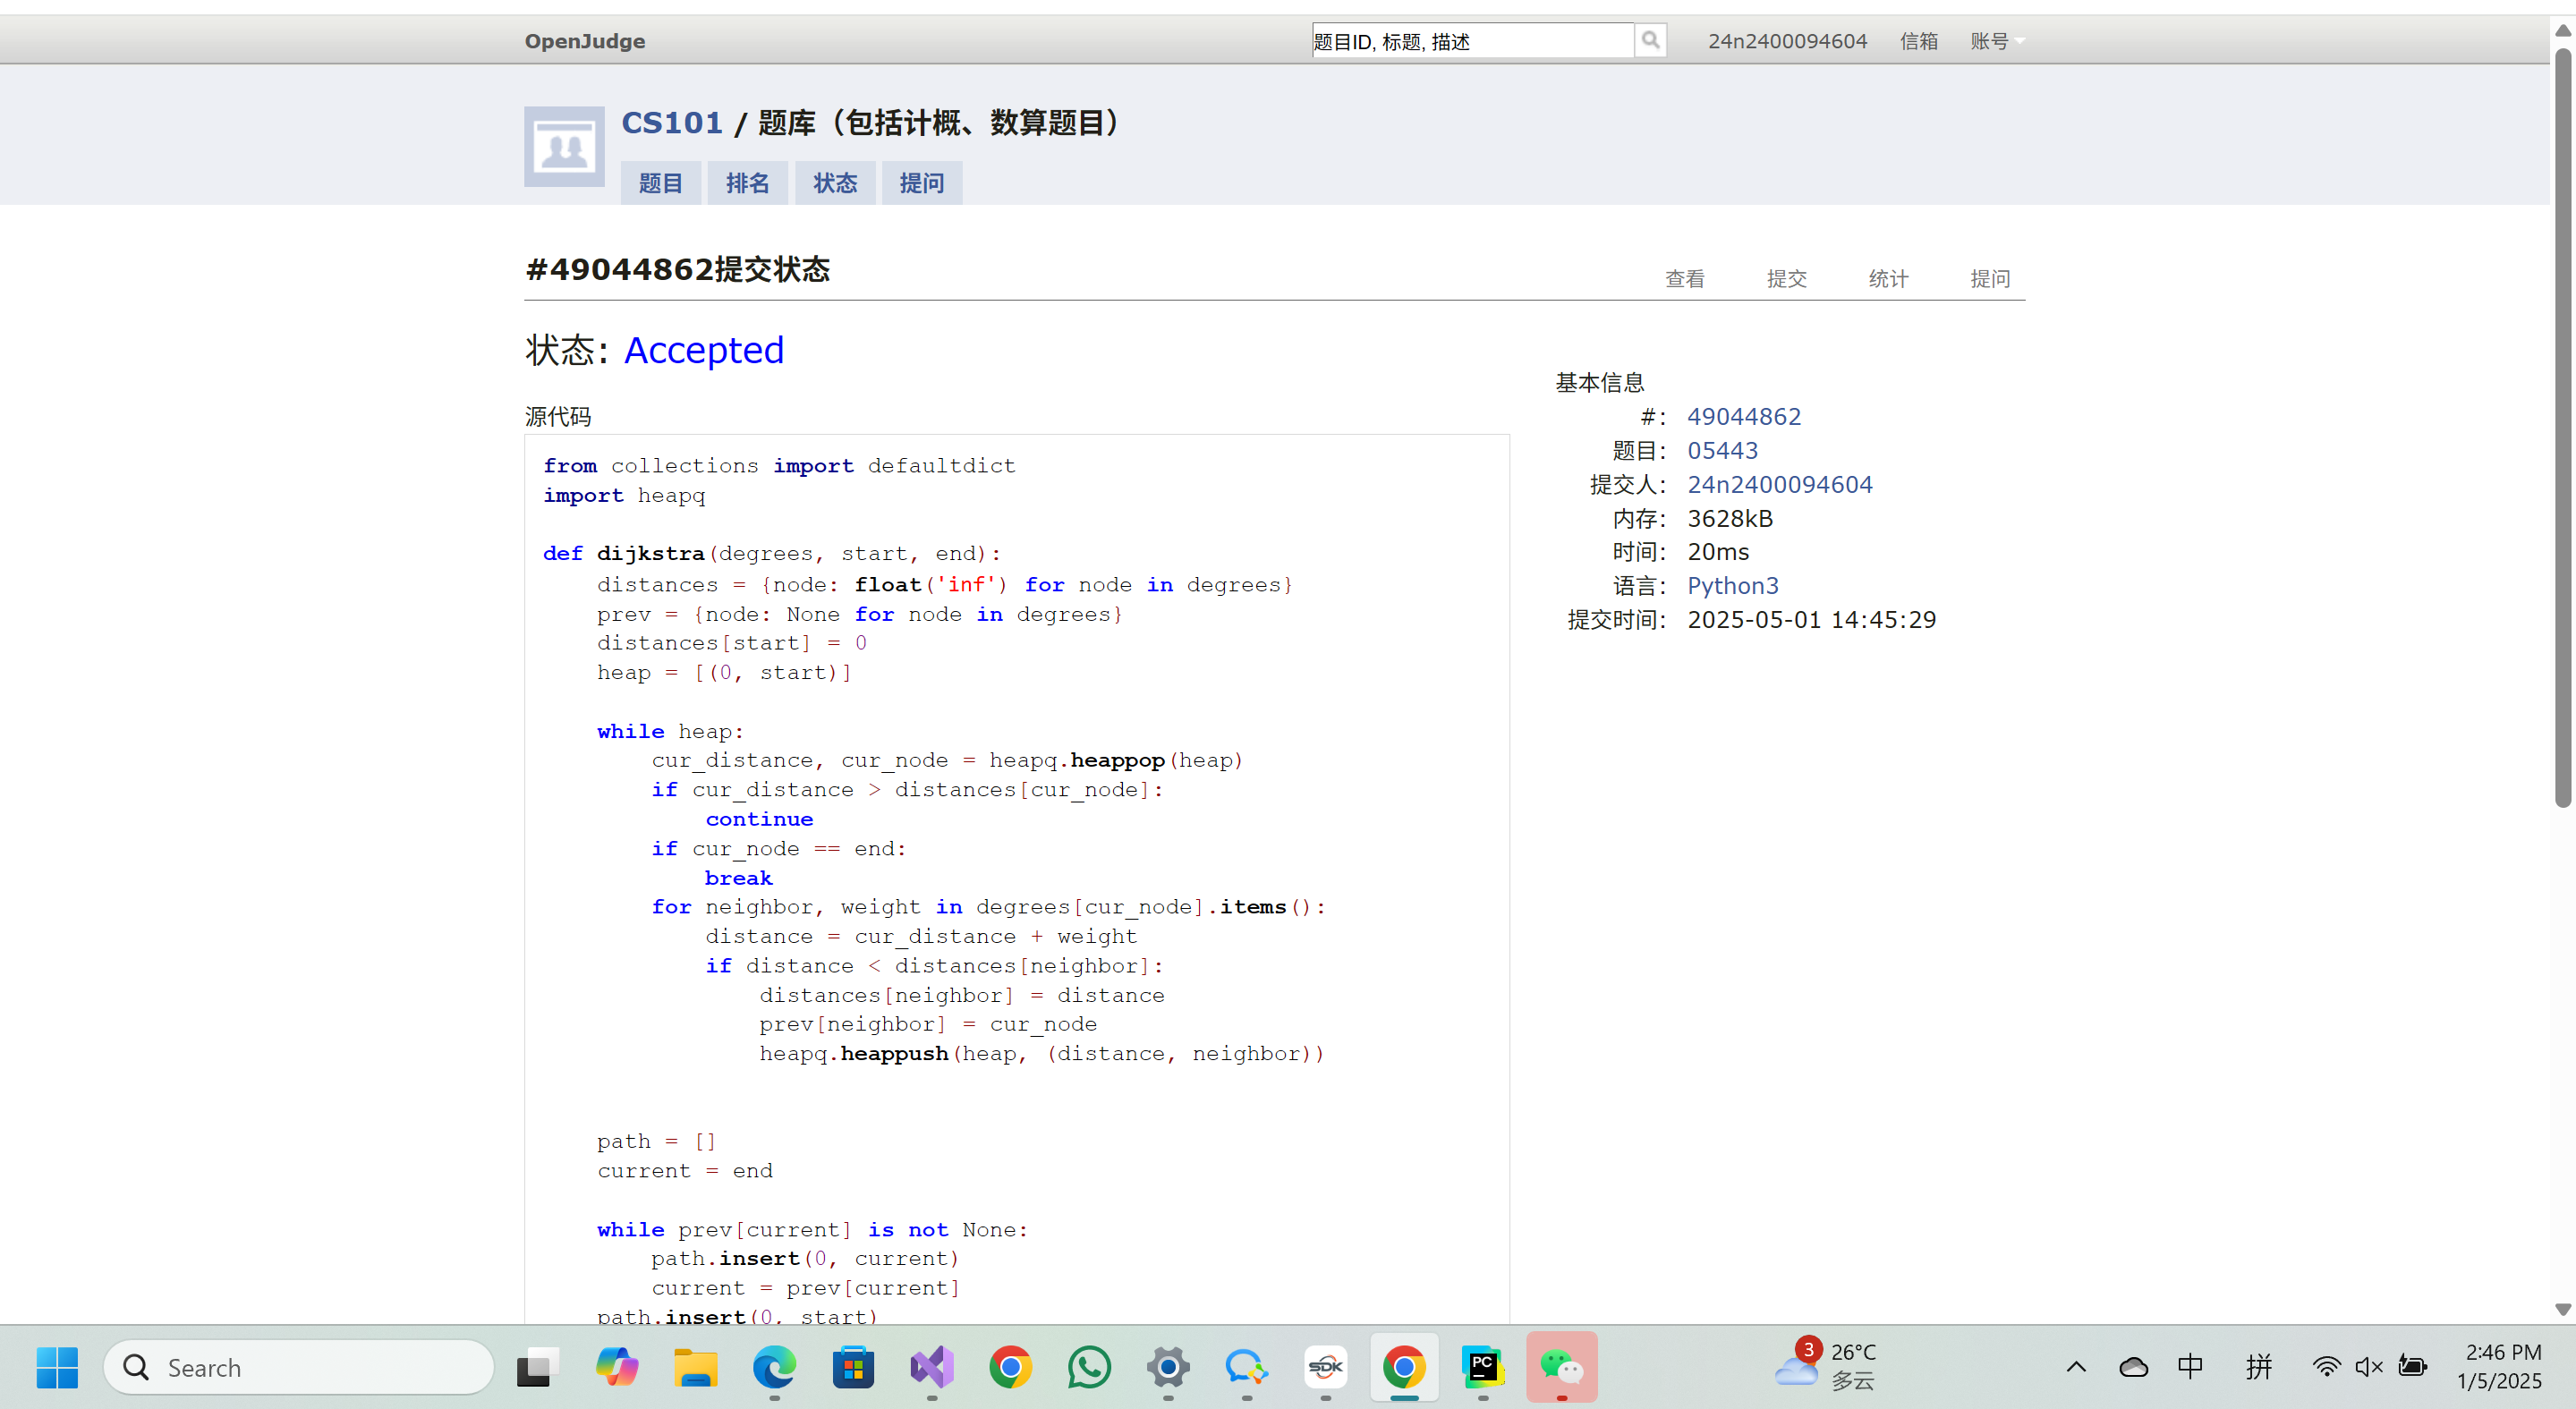 OpenJudge
题目ID, 标题, 描述
24n2400094604 信箱 账号
CS101 / 题库（包括计概、数算题目）
题目 排名 状态 提问
#49044862提交状态
查看 提交 统计 提问
状态: Accepted
源代码
from collections import defaultdict
import heapq
def dijkstra(degrees, start, end):
    distances = {node: float('inf') for node in degrees}
    prev = {node: None for node in degrees}
    distances[start] = 0
    heap = [(0, start)]
    while heap:
        cur_distance, cur_node = heapq.heappop(heap)
        if cur_distance > distances[cur_node]:
            continue
        if cur_node == end:
            break
        for neighbor, weight in degrees[cur_node].items():
            distance = cur_distance + weight
            if distance < distances[neighbor]:
                distances[neighbor] = distance
                prev[neighbor] = cur_node
                heapq.heappush(heap, (distance, neighbor))
    path = []
    current = end
    while prev[current] is not None:
        path.insert(0, current)
        current = prev[current]
    path.insert(0, start)
基本信息
#: 49044862
题目: 05443
提交人: 24n2400094604
内存: 3628kB
时间: 20ms
语言: Python3
提交时间: 2025-05-01 14:45:29
Search
SDK
PC
3
26°C
多云
中
拼
2:46 PM
1/5/2025